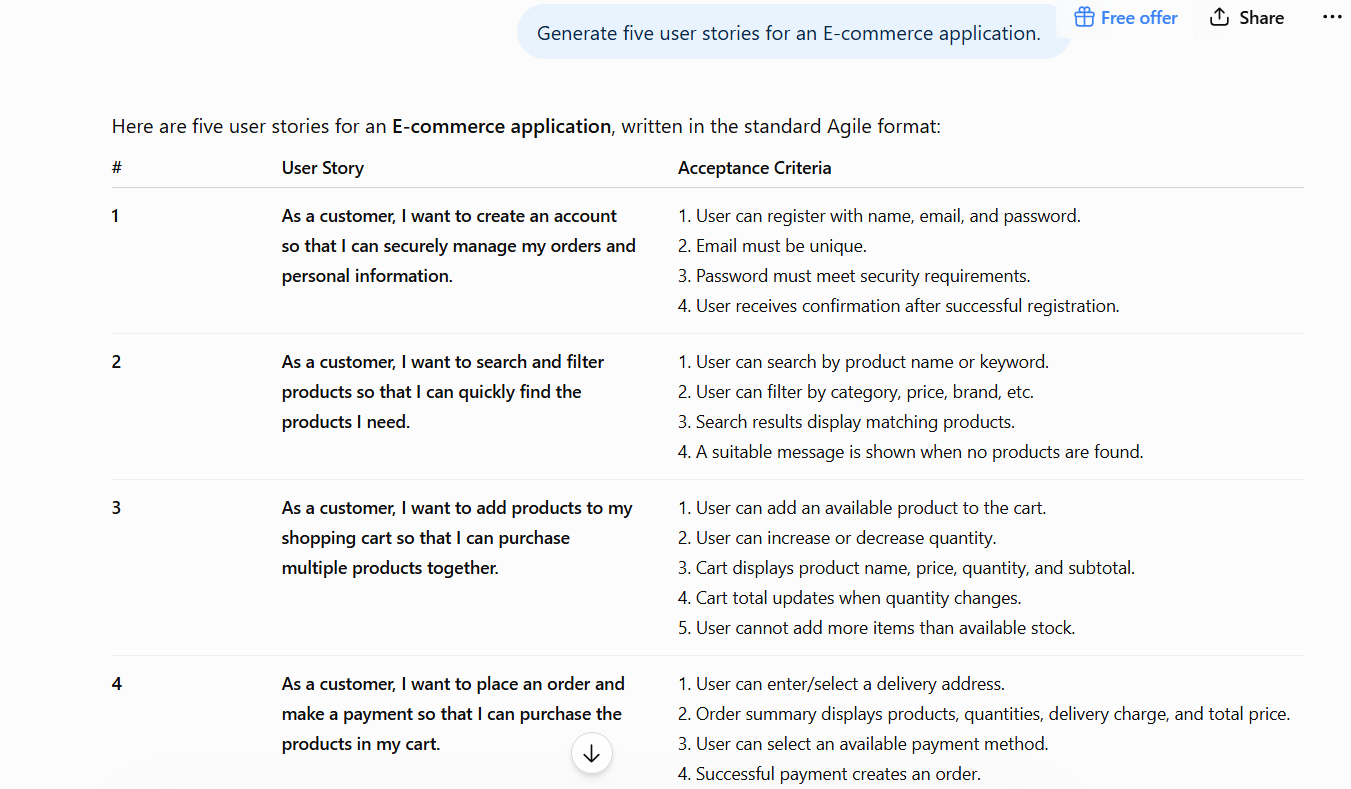 Generate five user stories for an E-commerce application.
Free offer
Share
Here are five user stories for an E-commerce application, written in the standard Agile format:
# User Story Acceptance Criteria
1
As a customer, I want to create an account
so that I can securely manage my orders and
personal information.
1. User can register with name, email, and password.
2. Email must be unique.
3. Password must meet security requirements.
4. User receives confirmation after successful registration.
2
As a customer, I want to search and filter
products so that I can quickly find the
products I need.
1. User can search by product name or keyword.
2. User can filter by category, price, brand, etc.
3. Search results display matching products.
4. A suitable message is shown when no products are found.
3
As a customer, I want to add products to my
shopping cart so that I can purchase
multiple products together.
1. User can add an available product to the cart.
2. User can increase or decrease quantity.
3. Cart displays product name, price, quantity, and subtotal.
4. Cart total updates when quantity changes.
5. User cannot add more items than available stock.
4
As a customer, I want to place an order and
make a payment so that I can purchase the
products in my cart.
1. User can enter/select a delivery address.
2. Order summary displays products, quantities, delivery charge, and total price.
3. User can select an available payment method.
4. Successful payment creates an order.